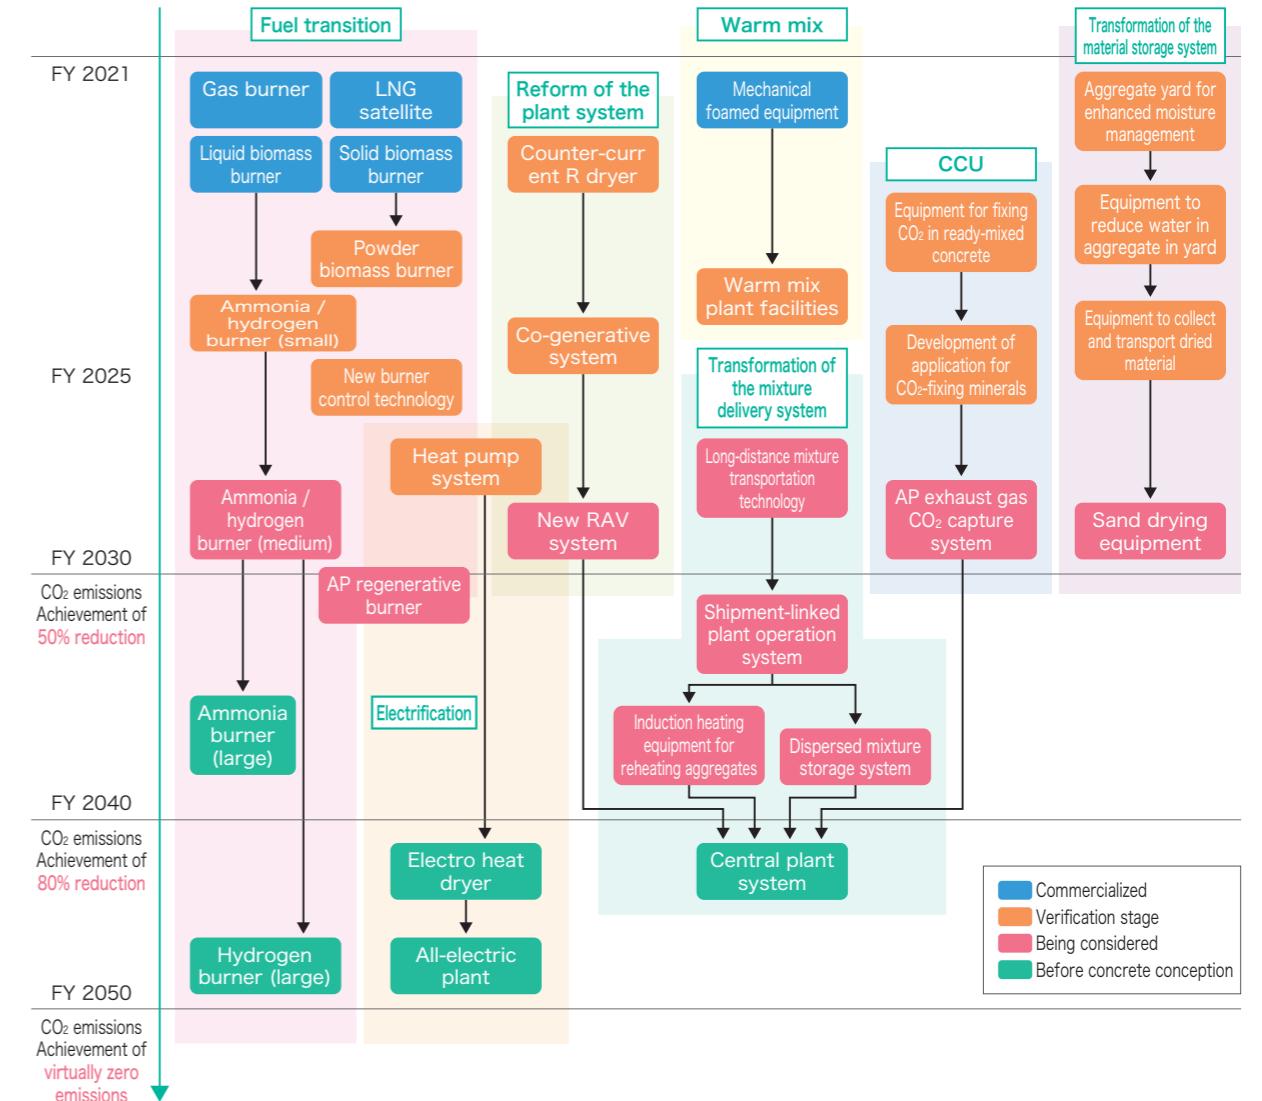 Fuel transition
Warm mix
Transformation of the
material storage system
FY 2021
Gas burner
LNG
satellite
Liquid biomass
burner
Solid biomass
burner
Powder
biomass burner
Ammonia /
hydrogen
burner (small)
New burner
control technology
Ammonia /
hydrogen
burner (medium)
AP regenerative
burner
Ammonia
burner
(large)
Hydrogen
burner (large)
Reform of the
plant system
Counter-curr
ent R dryer
Co-generative
system
New RAV
system
Heat pump
system
Electrification
Electro heat
dryer
All-electric
plant
Mechanical
foamed equipment
Warm mix
plant facilities
Transformation of
the mixture
delivery system
Long-distance mixture
transportation
technology
Shipment-linked
plant operation
system
Induction heating
equipment for
reheating aggregates
Dispersed mixture
storage system
Central plant
system
CCU
Equipment for fixing
CO2 in ready-mixed
concrete
Development of
application for
CO2-fixing minerals
AP exhaust gas
CO2 capture
system
Aggregate yard for
enhanced moisture
management
Equipment to
reduce water in
aggregate in yard
Equipment to collect
and transport dried
material
Sand drying
equipment
FY 2025
FY 2030
CO2 emissions
Achievement of
50% reduction
FY 2040
CO2 emissions
Achievement of
80% reduction
FY 2050
CO2 emissions
Achievement of
virtually zero
emissions
Commercialized
Verification stage
Being considered
Before concrete conception